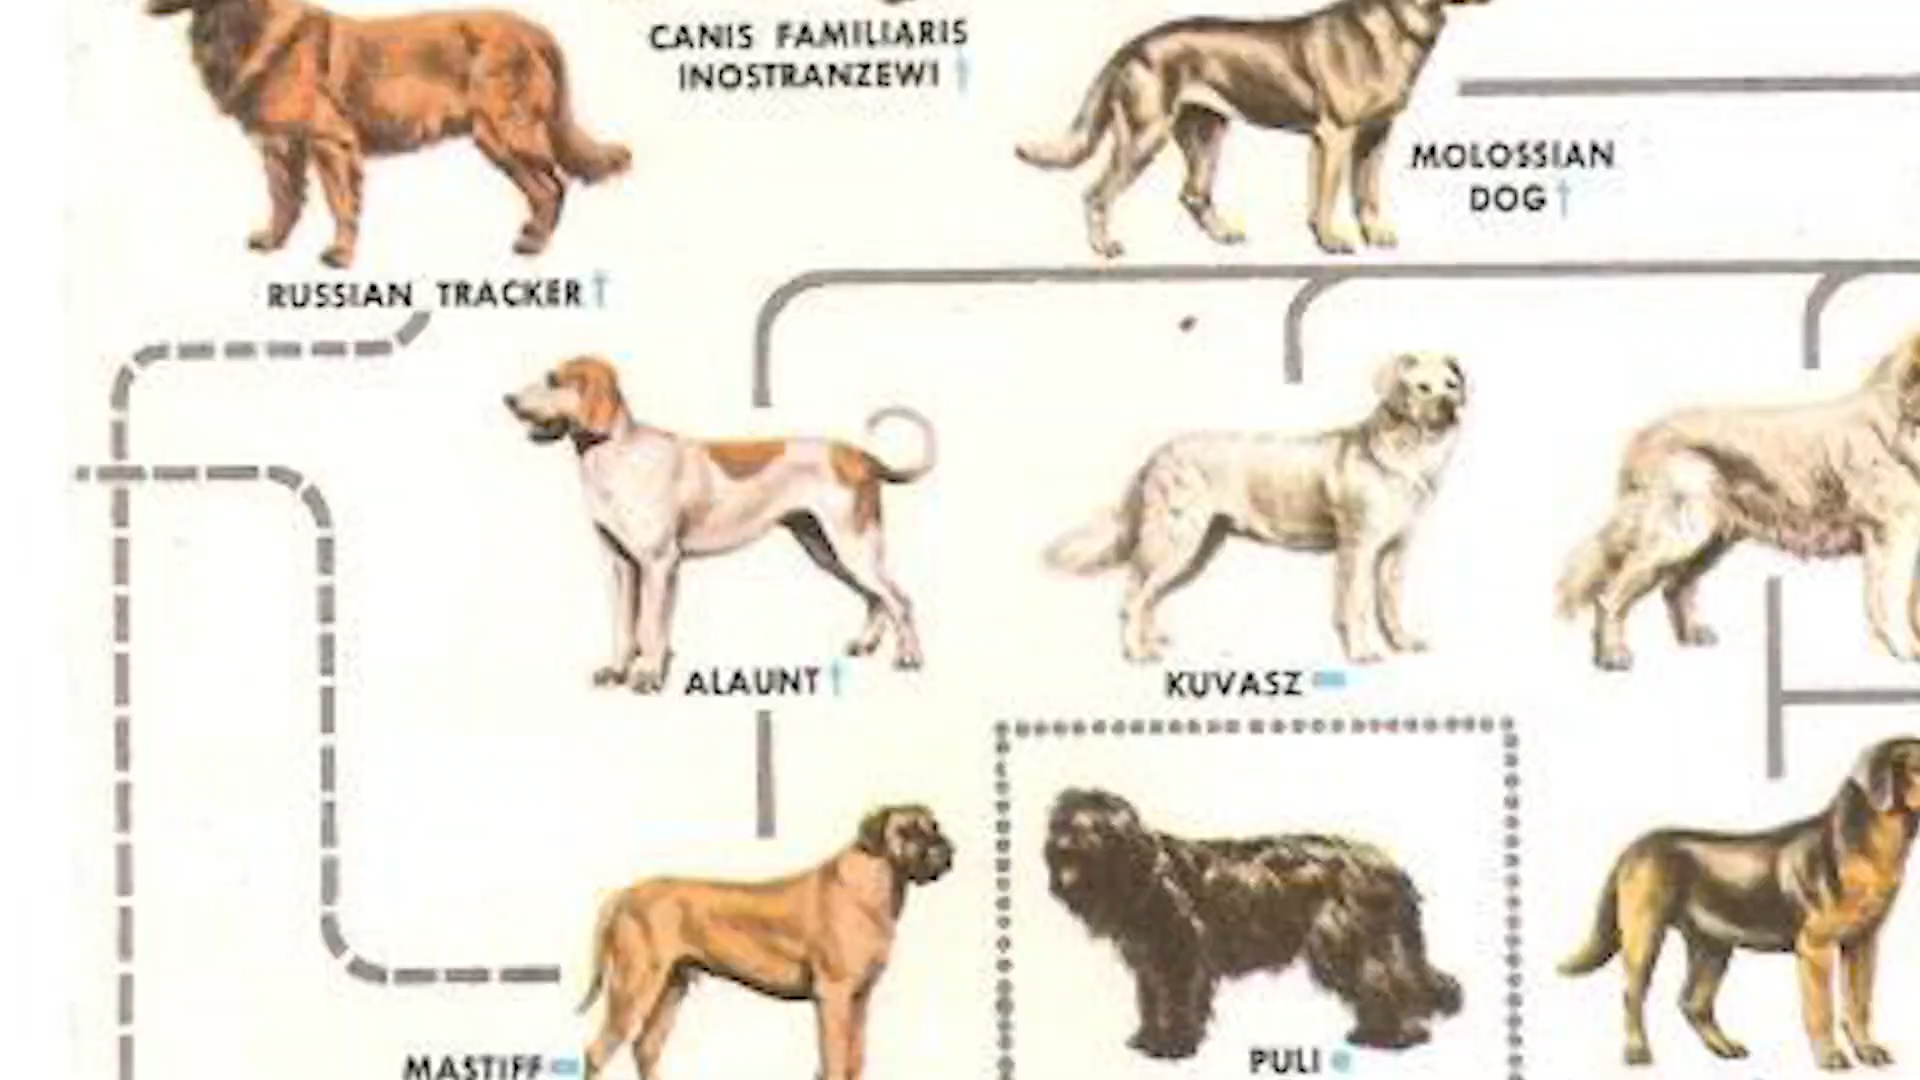 CANIS FAMILIARIS
INOSTRANZEWI †
MOLOSSIAN
DOG †
RUSSIAN TRACKER †
ALAUNT †
KUVASZ
MASTIFF
PULI